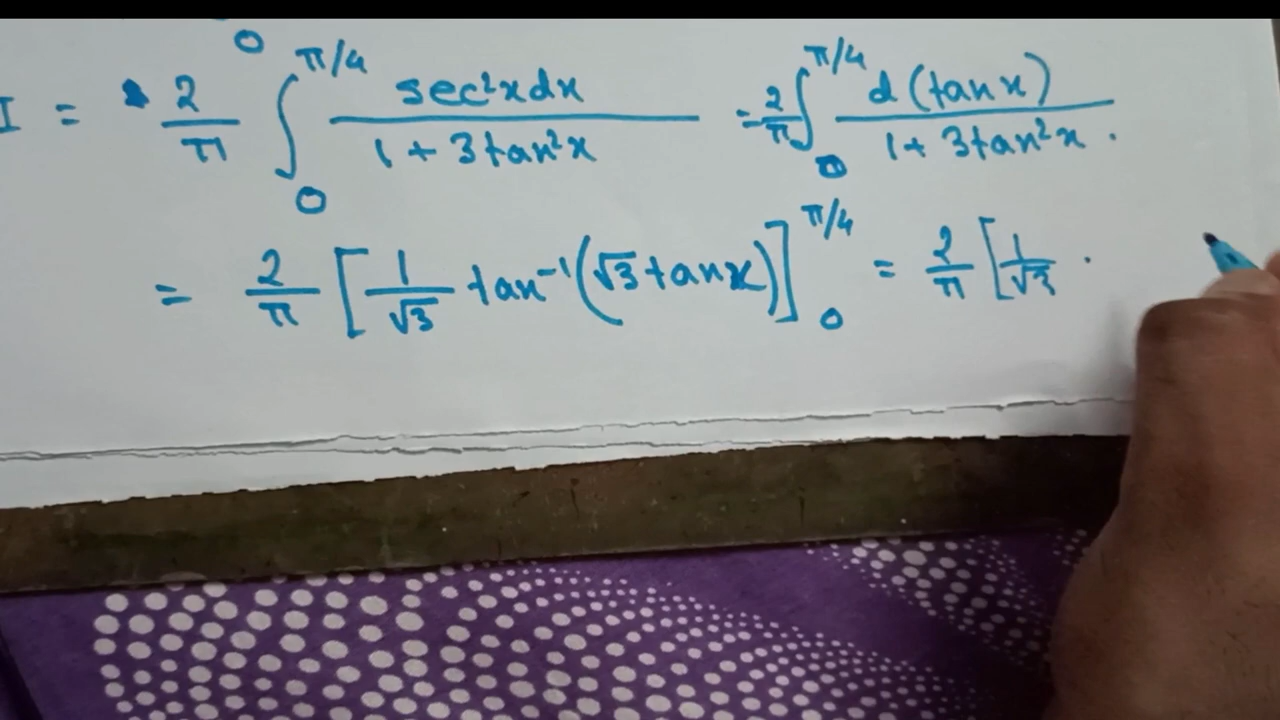 I = 2/π ∫₀^π/4 sec²x dx / 1 + 3tan²x = 2/π ∫₀^π/4 d(tan x) / 1 + 3tan²x .
= 2/π [1/√3 tan⁻¹(√3 tan x)]₀^π/4 = 2/π [1/√3 .